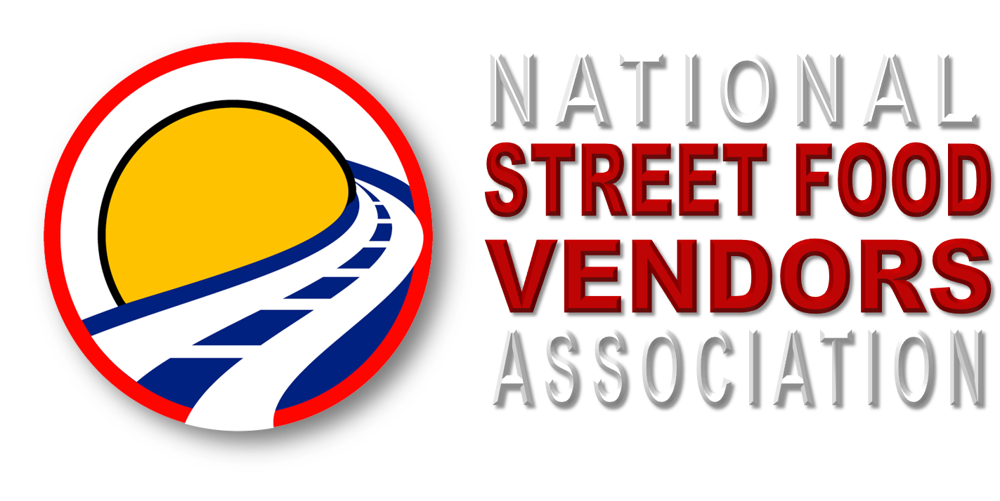 NATIONAL
STREET FOOD
VENDORS
ASSOCIATION